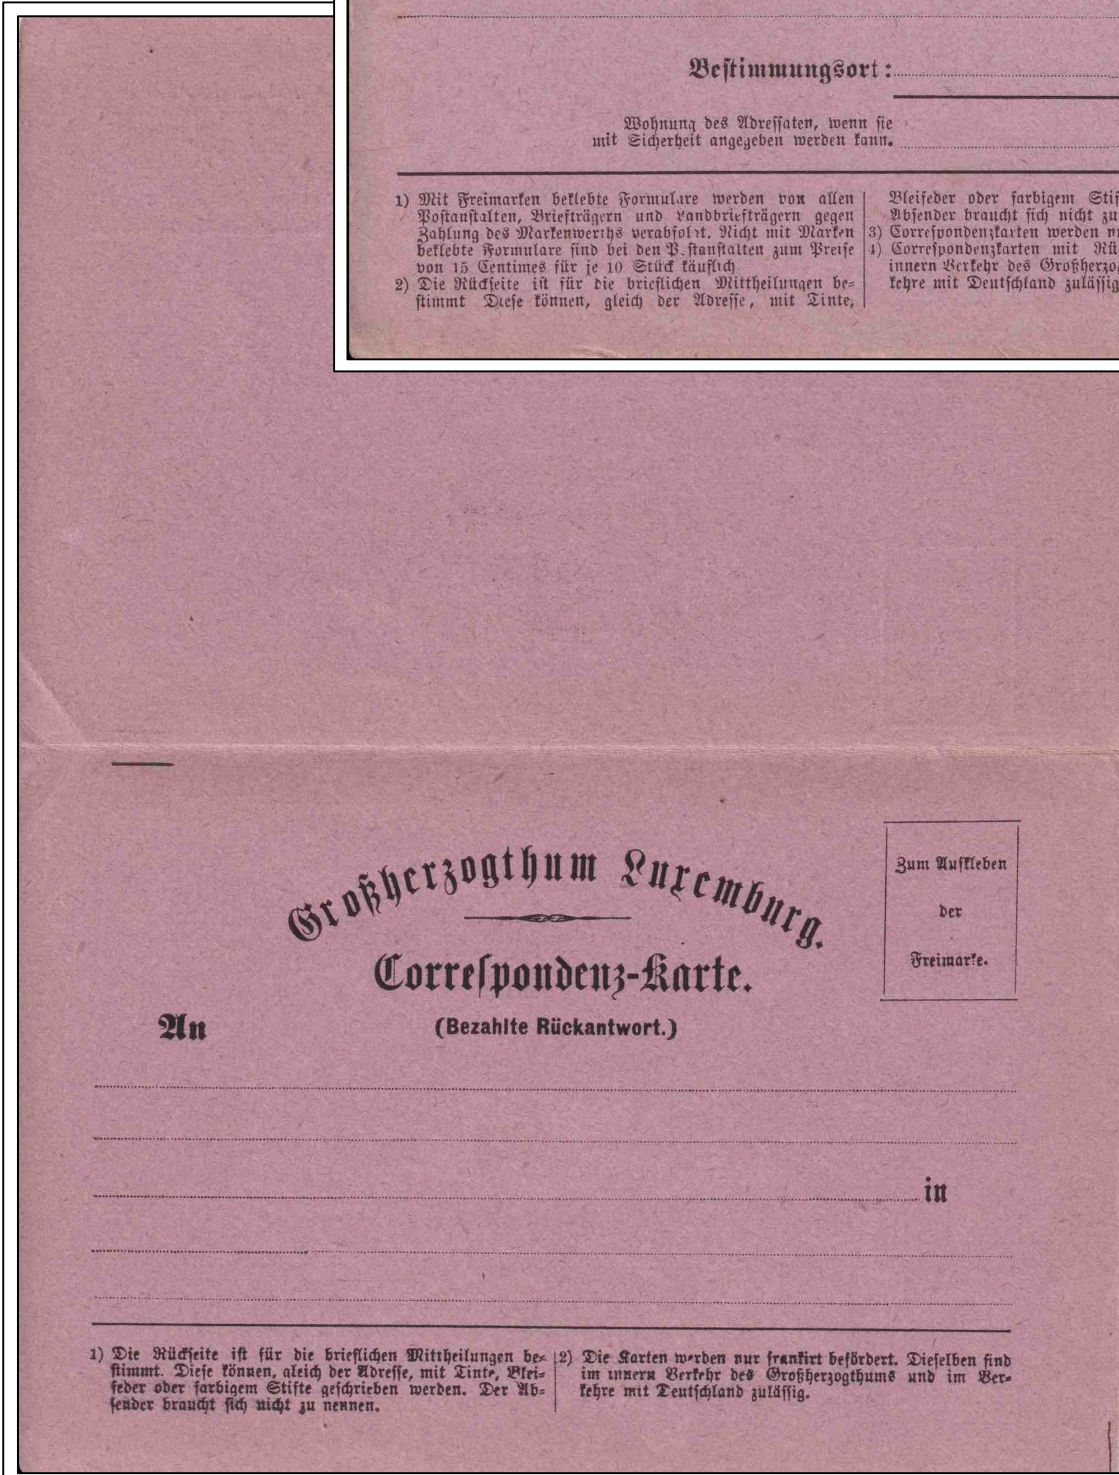 Bestimmungsort:
Wohnung des Adressaten, wenn sie
mit Sicherheit angegeben werden kann.
1) Mit Freimarken beklebte Formulare werden von allen
Postanstalten, Briefträgern und Landbriefträgern gegen
Zahlung des Markenwerths verabfolgt. Nicht mit Marken
beklebte Formulare sind bei den P.stanstalten zum Preise
von 15 Centimes für je 10 Stück käuflich
2) Die Rückseite ist für die brieflichen Mittheilungen be-
stimmt Diese können, gleich der Adresse, mit Tinte,
Bleifeder oder farbigem Stif
Absender braucht sich nicht zu
3) Correspondenzkarten werden n
4) Correspondenzkarten mit Rü
innern Verkehr des Großherzog
kehre mit Deutschland zulässig
Großherzogthum Luxemburg.
Correspondenz-Karte.
(Bezahlte Rückantwort.)
Zum Aufkleben
der
Freimarke.
An
in
1) Die Rückseite ist für die brieflichen Mittheilungen be-
stimmt. Diese können, gleich der Adresse, mit Tinte, Blei-
feder oder farbigem Stifte geschrieben werden. Der Ab-
sender braucht sich nicht zu nennen.
2) Die Karten werden nur frankirt befördert. Dieselben sind
im innern Verkehr des Großherzogthums und im Ver-
kehre mit Deutschland zulässig.